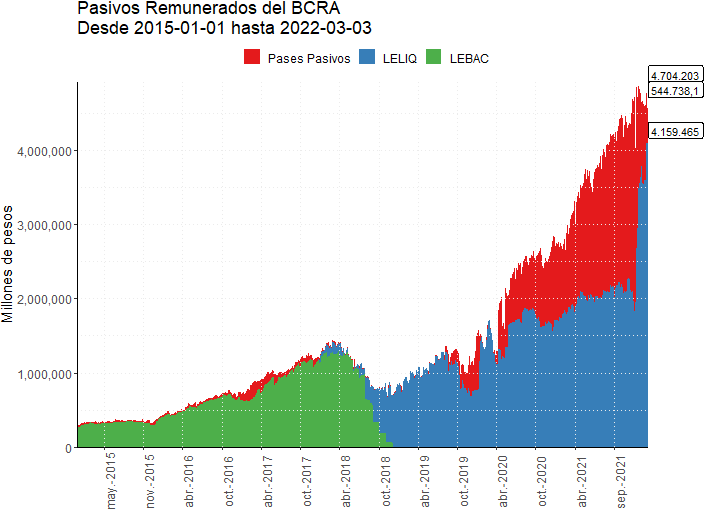 Pasivos Remunerados del BCRA
Desde 2015-01-01 hasta 2022-03-03
Pases Pasivos
LELIQ
LEBAC
4.704.203
544.738,1
4.159.465
Millones de pesos
4,000,000
3,000,000
2,000,000
1,000,000
0
may.-2015
nov.-2015
abr.-2016
oct.-2016
abr.-2017
oct.-2017
abr.-2018
oct.-2018
abr.-2019
oct.-2019
abr.-2020
oct.-2020
abr.-2021
sep.-2021